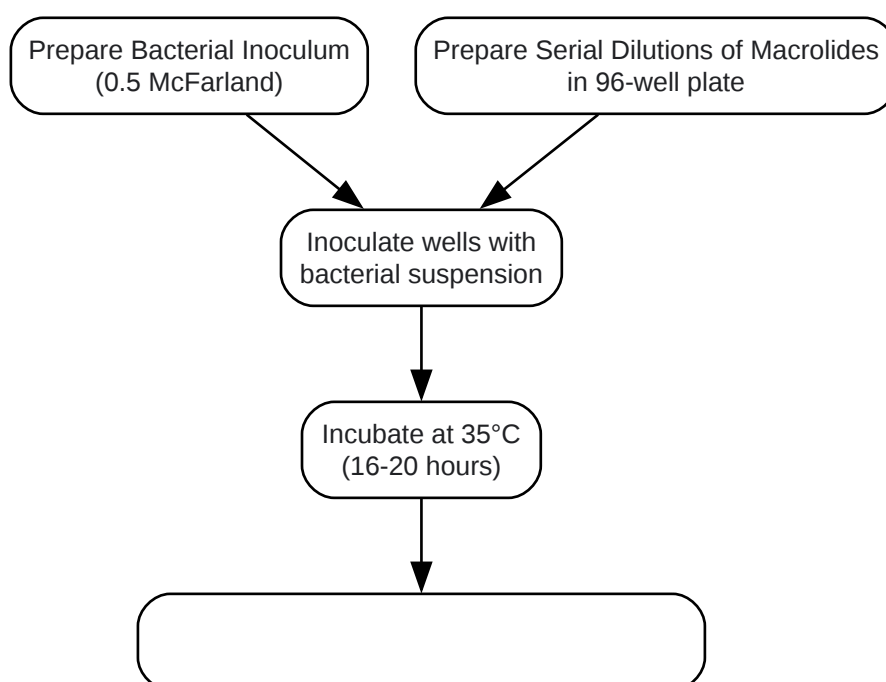 Prepare Bacterial Inoculum
(0.5 McFarland)
Prepare Serial Dilutions of Macrolides
in 96-well plate
Inoculate wells with
bacterial suspension
Incubate at 35°C
(16-20 hours)